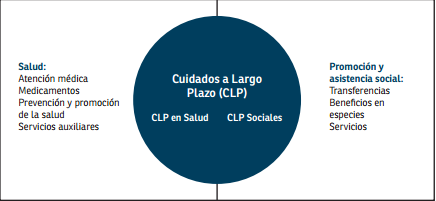 Salud:
Atención médica
Medicamentos
Prevención y promoción
de la salud
Servicios auxiliares
Cuidados a Largo
Plazo (CLP)
CLP en Salud
CLP Sociales
Promoción y
asistencia social:
Transferencias
Beneficios en
especies
Servicios